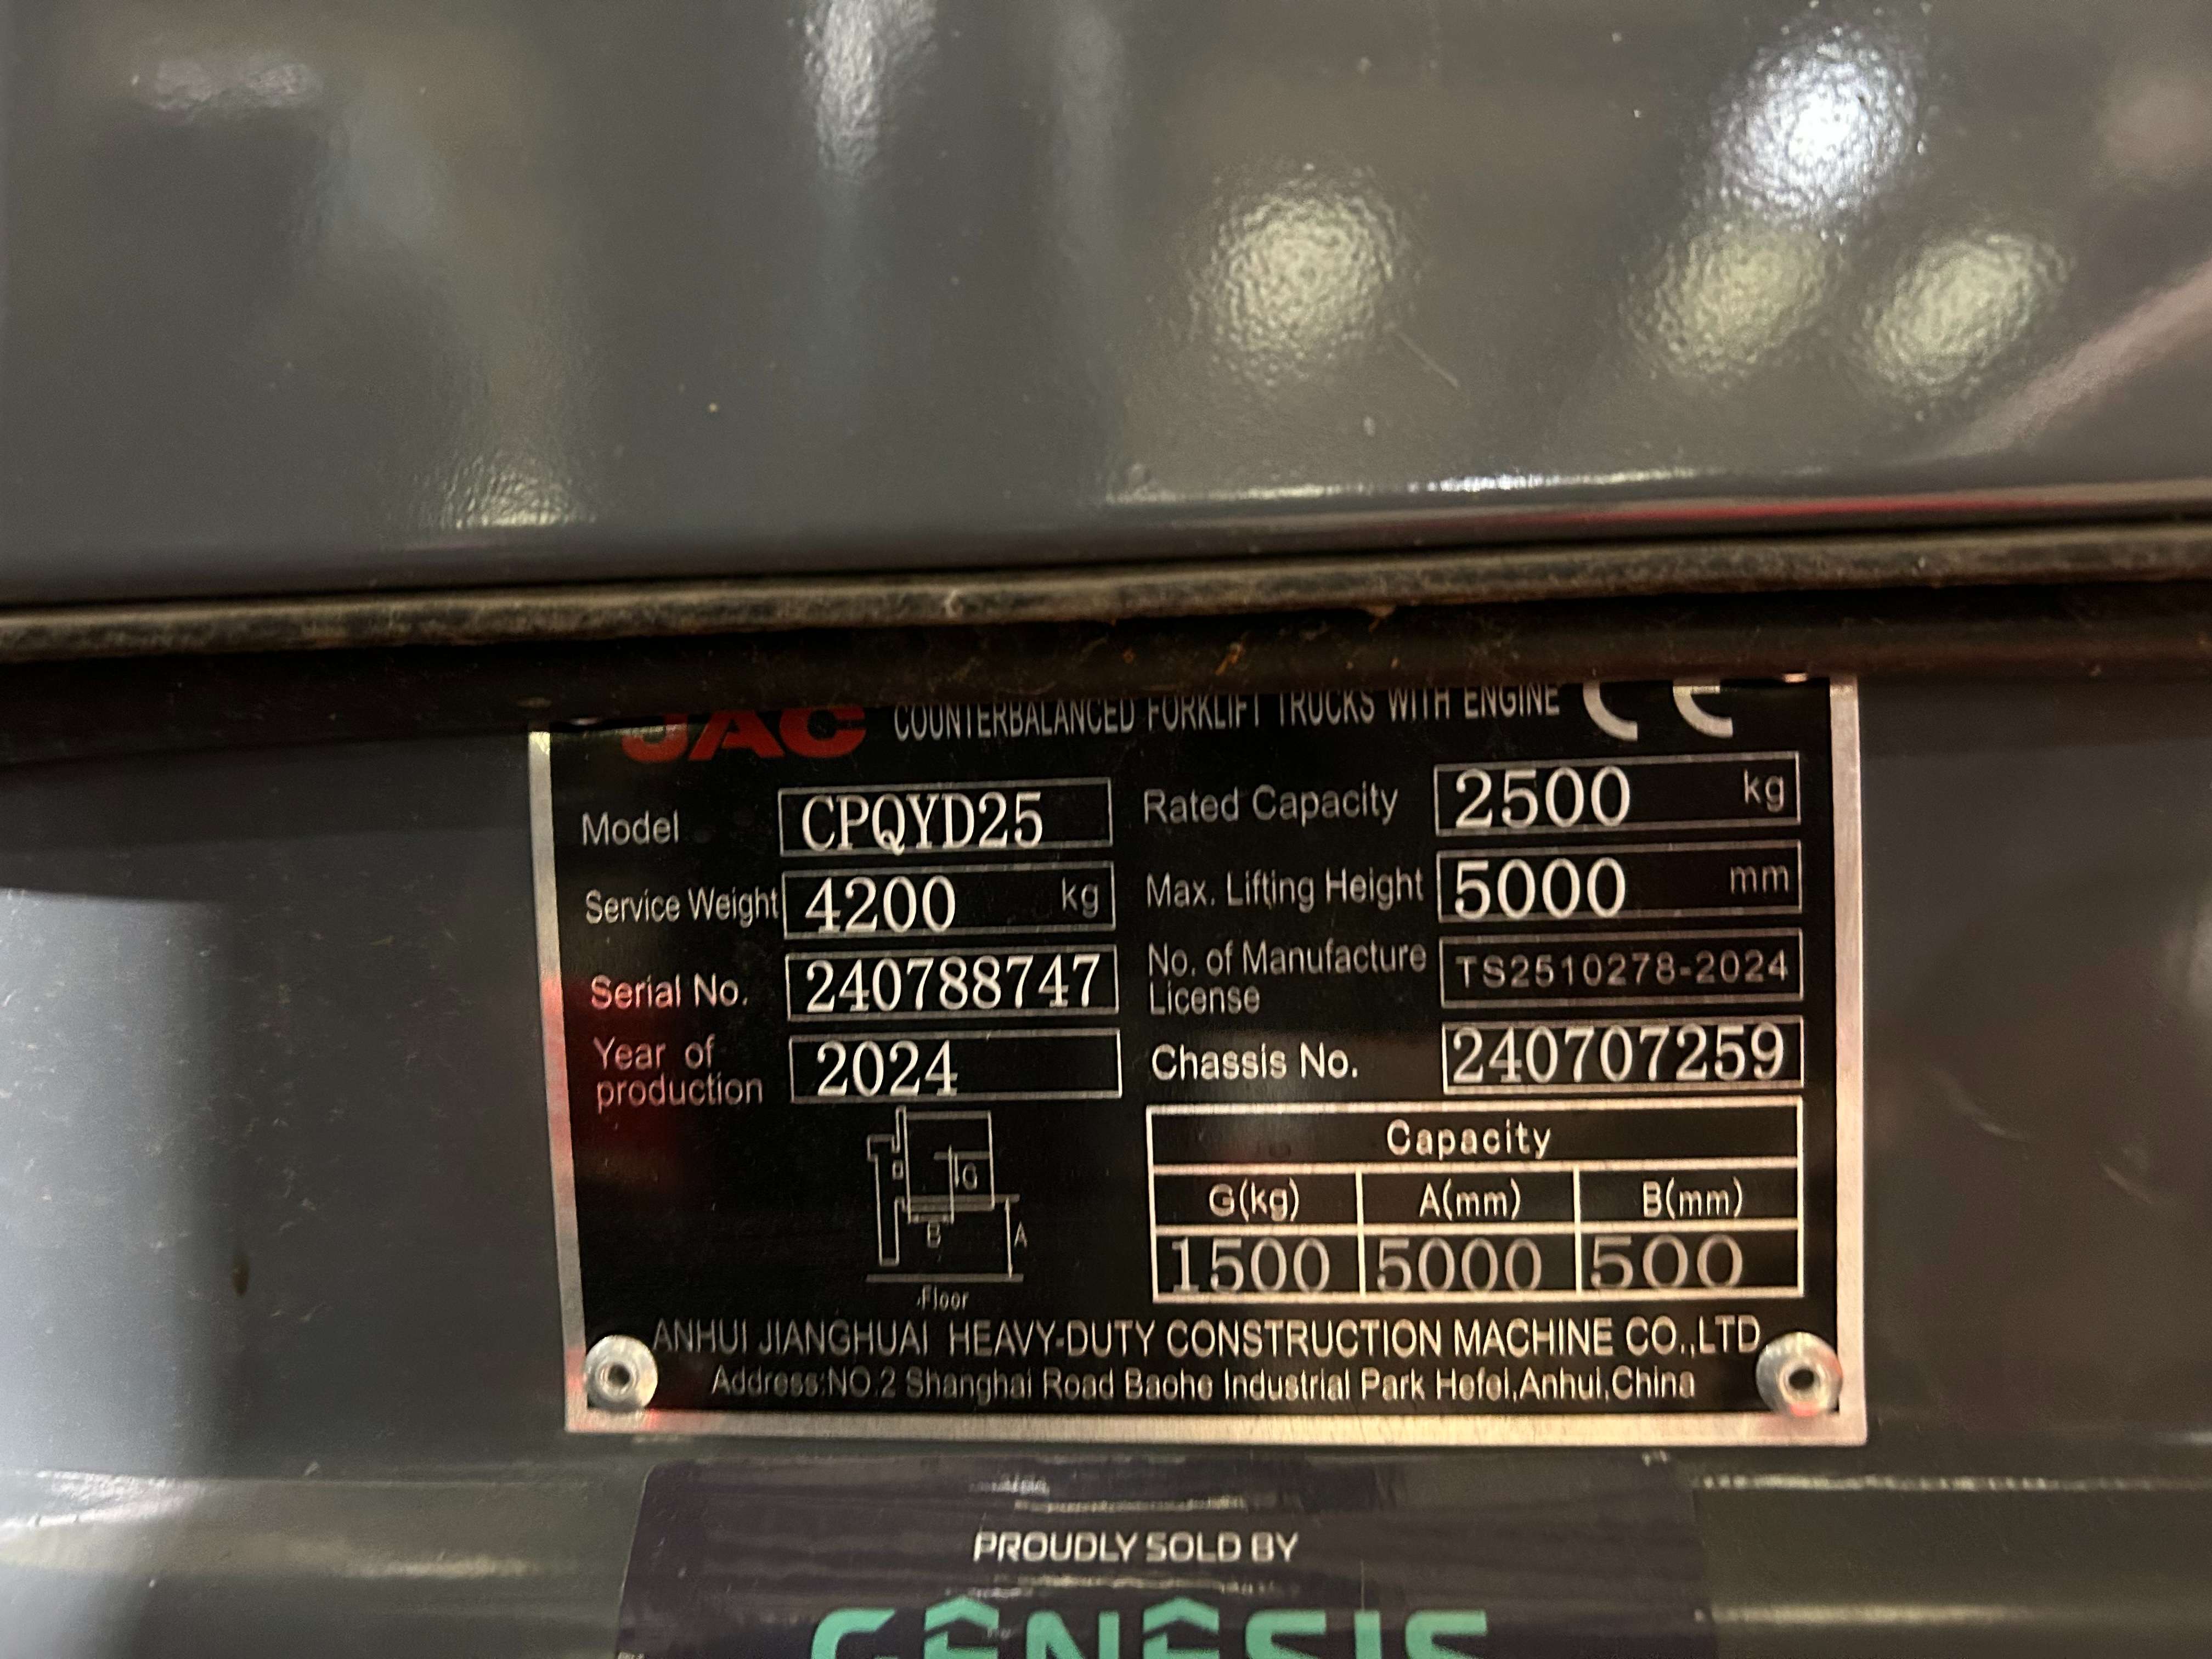 JAC COUNTERBALANCED FORKLIFT TRUCKS WITH ENGINE CE
Model CPQYD25 Rated Capacity 2500 kg
Service Weight 4200 kg Max. Lifting Height 5000 mm
Serial No. 240788747 No. of Manufacture License TS2510278-2024
Year of production 2024 Chassis No. 240707259
G
B
A
Floor
Capacity
G(kg) A(mm) B(mm)
1500 5000 500
ANHUI JIANGHUAI HEAVY-DUTY CONSTRUCTION MACHINE CO.,LTD
Address:NO.2 Shanghai Road Baohe Industrial Park Hefei,Anhui,China
PROUDLY SOLD BY
GÊNÊSIS